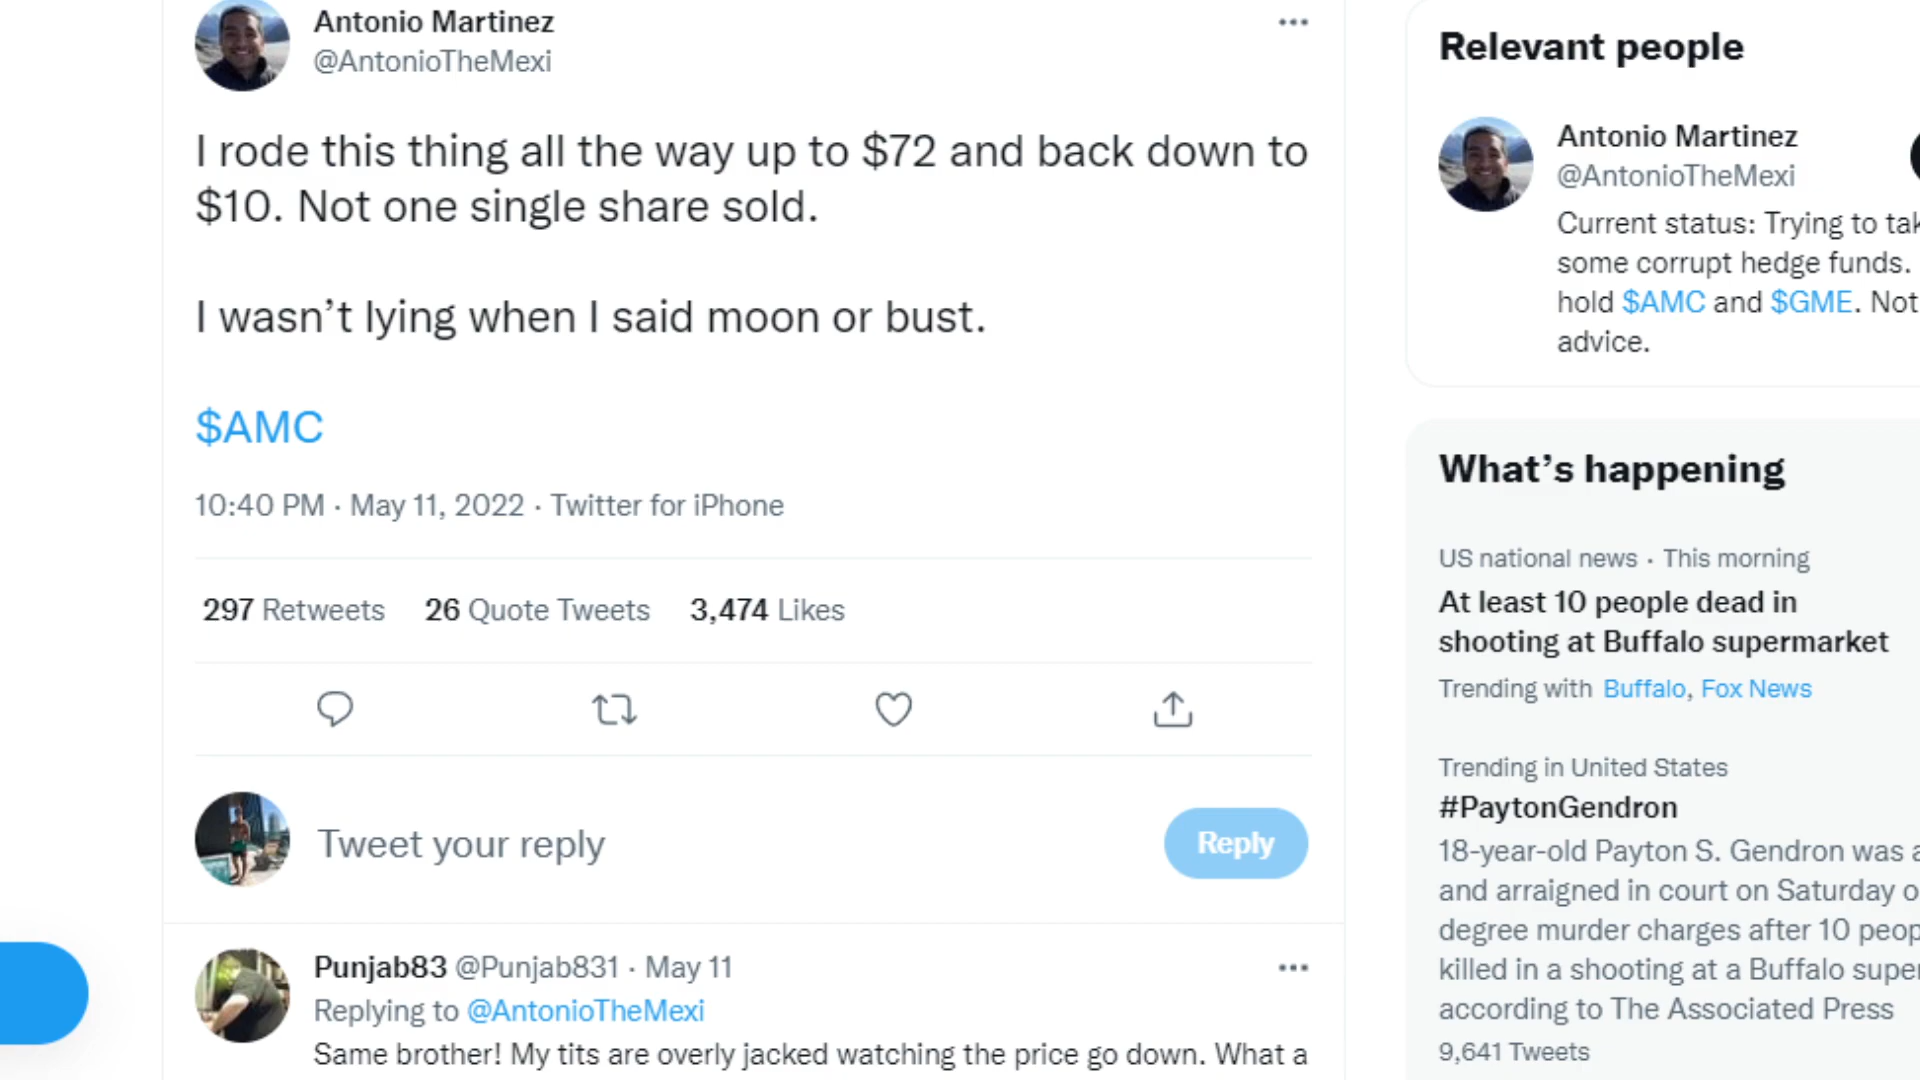 Antonio Martinez
@AntonioTheMexi
I rode this thing all the way up to $72 and back down to
$10. Not one single share sold.
I wasn’t lying when I said moon or bust.
$AMC
10:40 PM · May 11, 2022 · Twitter for iPhone
297 Retweets 26 Quote Tweets 3,474 Likes
Tweet your reply
Reply
Punjab83 @Punjab831 · May 11
Replying to @AntonioTheMexi
Same brother! My tits are overly jacked watching the price go down. What a
Relevant people
Antonio Martinez
@AntonioTheMexi
Current status: Trying to tak
some corrupt hedge funds.
hold $AMC and $GME. Not
advice.
What’s happening
US national news · This morning
At least 10 people dead in
shooting at Buffalo supermarket
Trending with Buffalo, Fox News
Trending in United States
#PaytonGendron
18-year-old Payton S. Gendron was a
and arraigned in court on Saturday o
degree murder charges after 10 peop
killed in a shooting at a Buffalo super
according to The Associated Press
9,641 Tweets